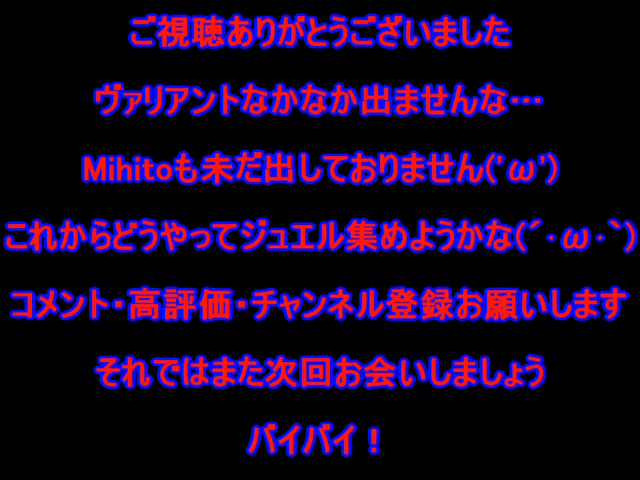 ご視聴ありがとうございました
ヴァリアントなかなか出ませんな…
Mihitoも未だ出しておりません('ω')
これからどうやってジュエル集めようかな(´･ω･`)
コメント・高評価・チャンネル登録お願いします
それではまた次回お会いしましょう
バイバイ！